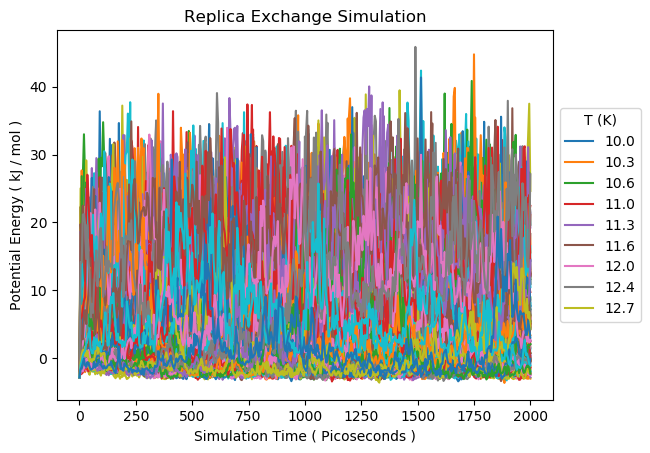 Replica Exchange Simulation
Potential Energy ( kJ / mol )
40
30
20
10
0
0 250 500 750 1000 1250 1500 1750 2000
Simulation Time ( Picoseconds )
T (K)
10.0
10.3
10.6
11.0
11.3
11.6
12.0
12.4
12.7